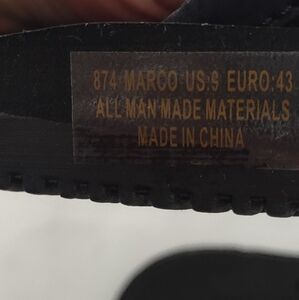 874 MARCO US:9 EURO:43
ALL MAN MADE MATERIALS
MADE IN CHINA